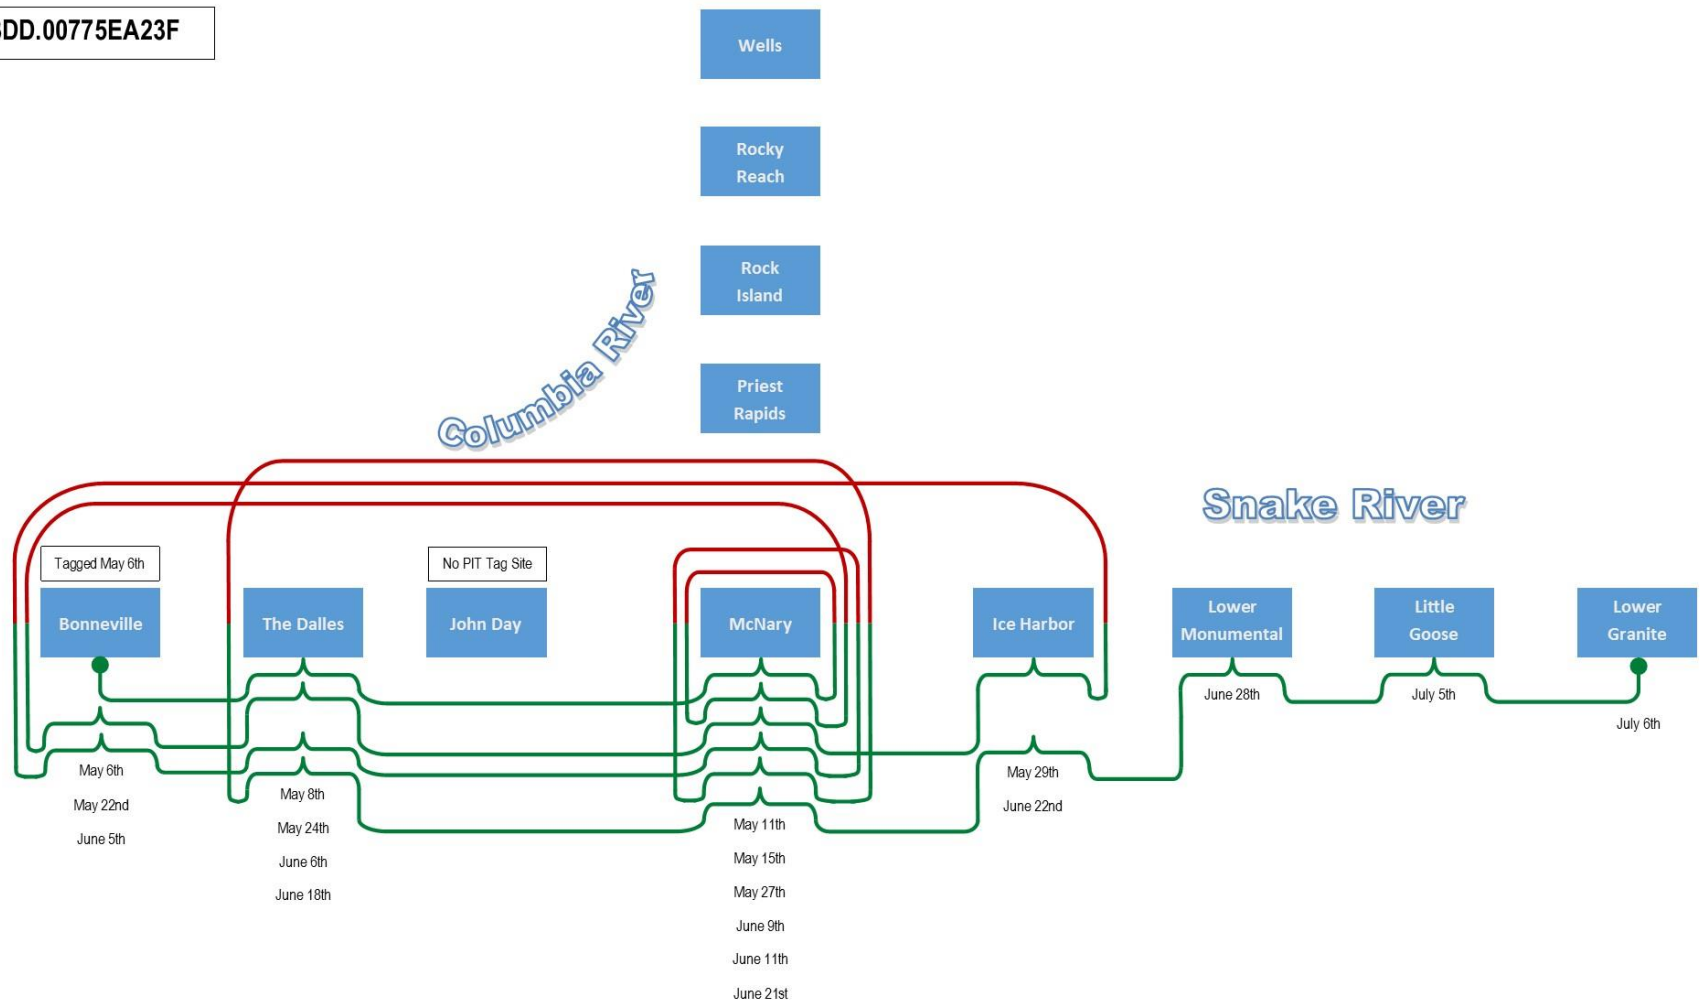 3DD.00775EA23F
Wells
Rocky
Reach
Rock
Island
Columbia River
Priest
Rapids
Snake River
Tagged May 6th
No PIT Tag Site
Bonneville
The Dalles
John Day
McNary
Ice Harbor
Lower
Monumental
Little
Goose
Lower
Granite
May 6th
May 22nd
June 5th
May 8th
May 24th
June 6th
June 18th
May 11th
May 15th
May 27th
June 9th
June 11th
June 21st
May 29th
June 22nd
June 28th
July 5th
July 6th